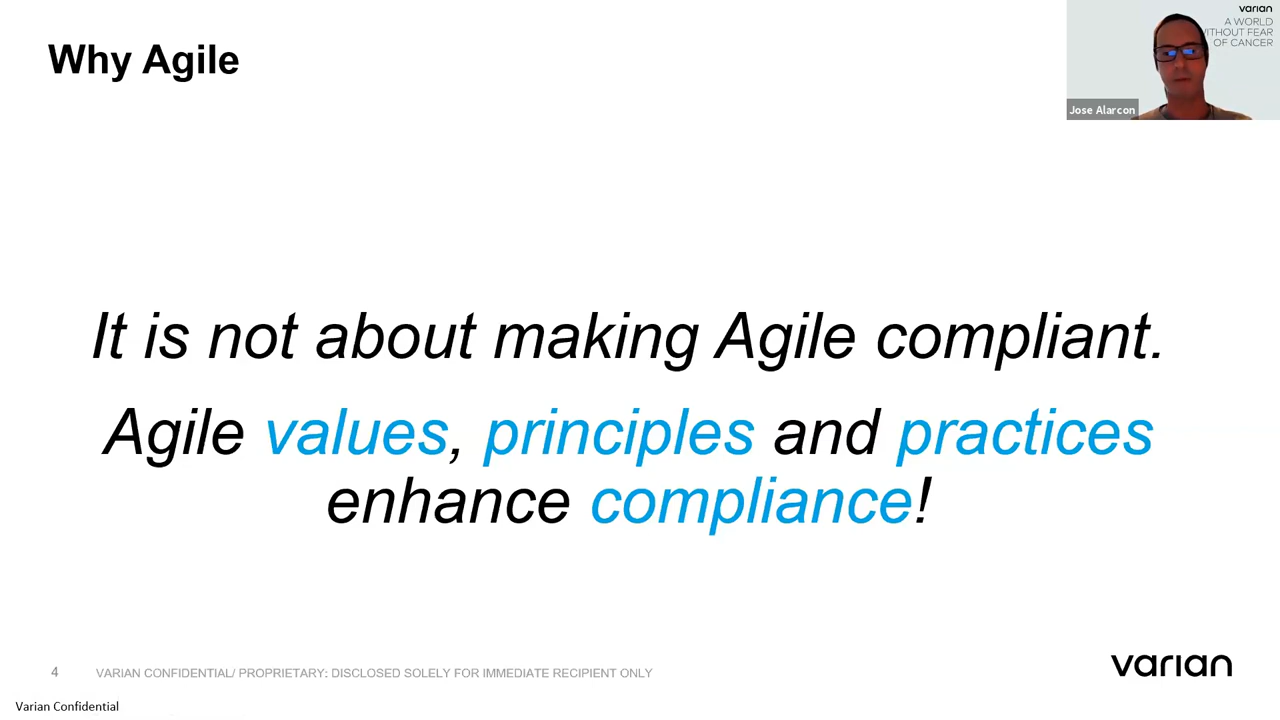 Why Agile
varian
A WORLD
WITHOUT FEAR
OF CANCER
Jose Alarcon
It is not about making Agile compliant.
Agile values, principles and practices
enhance compliance!
4
VARIAN CONFIDENTIAL/ PROPRIETARY: DISCLOSED SOLELY FOR IMMEDIATE RECIPIENT ONLY
varian
Varian Confidential